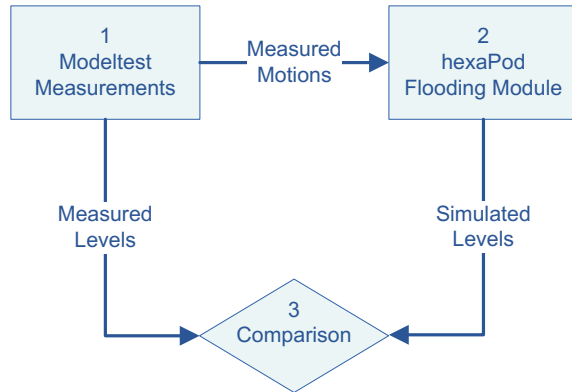 1
Modeltest
Measurements
Measured
Motions
2
hexaPod
Flooding Module
Measured
Levels
Simulated
Levels
3
Comparison